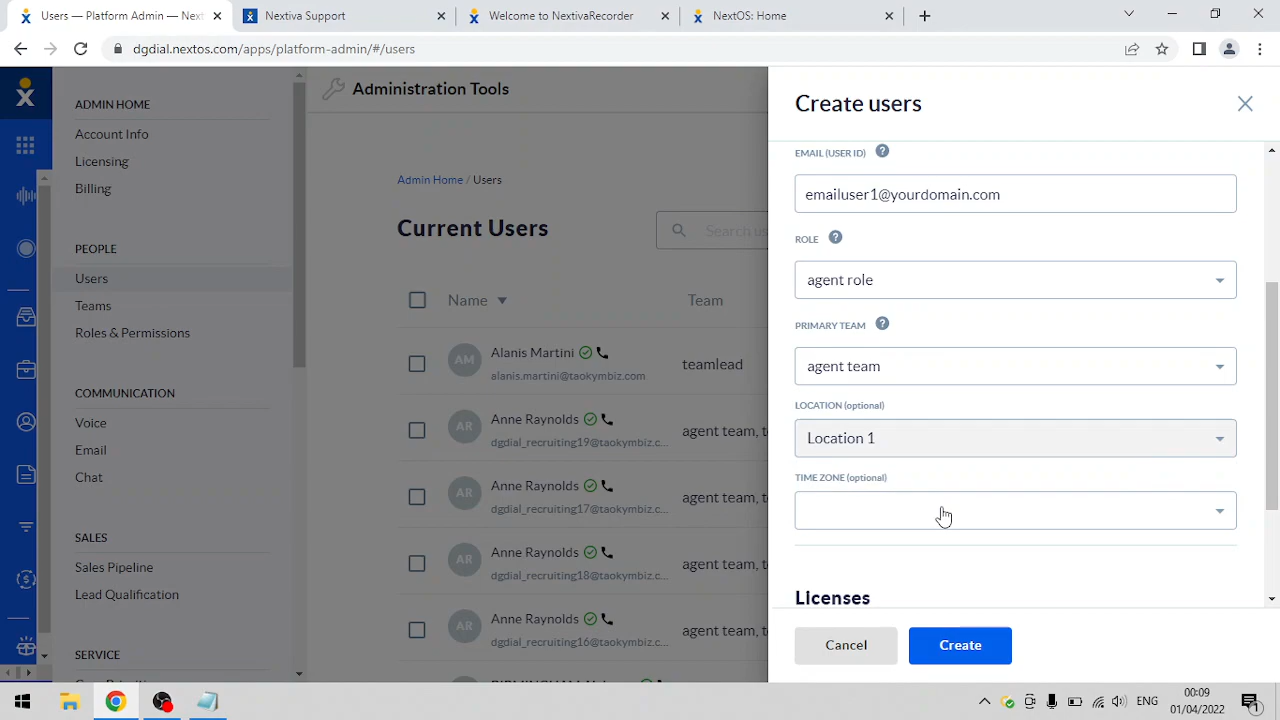 Users — Platform Admin — Next
Nextiva Support
Welcome to NextivaRecorder
NextOS: Home
dgdial.nextos.com/apps/platform-admin/#/users
Administration Tools
ADMIN HOME
Account Info
Licensing
Billing
PEOPLE
Users
Teams
Roles & Permissions
COMMUNICATION
Voice
Email
Chat
SALES
Sales Pipeline
Lead Qualification
SERVICE
Admin Home / Users
Current Users
Search us
Name
Team
AM
Alanis Martini
alanis.martini@taokymbiz.com
teamlead
AR
Anne Raynolds
dgdial_recruiting19@taokymbiz.c...
agent team, t
AR
Anne Raynolds
dgdial_recruiting17@taokymbiz.c...
agent team, t
AR
Anne Raynolds
dgdial_recruiting18@taokymbiz.c...
agent team, t
AR
Anne Raynolds
dgdial_recruiting16@taokymbiz.c...
agent team, t
Create users
EMAIL (USER ID) ?
emailuser1@yourdomain.com
ROLE ?
agent role
PRIMARY TEAM ?
agent team
LOCATION (optional)
Location 1
TIME ZONE (optional)
Licenses
Cancel
Create
ENG
00:09
01/04/2022
1